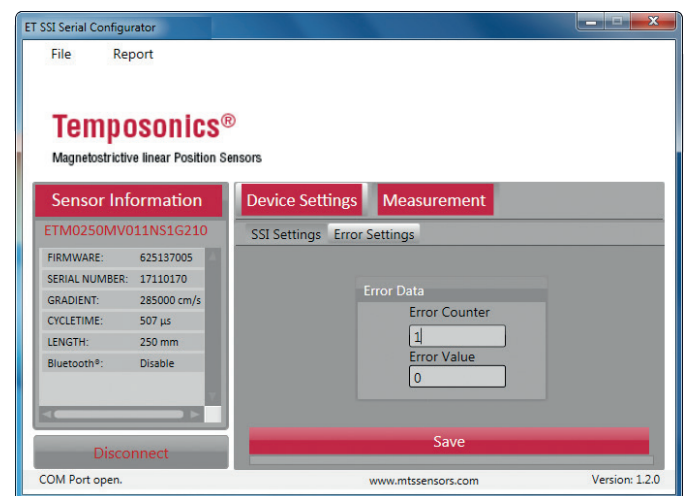 ET SSI Serial Configurator
File Report
Temposonics®
Magnetostrictive linear Position Sensors
Sensor Information
ETM0250MV011NS1G210
FIRMWARE: 625137005
SERIAL NUMBER: 17110170
GRADIENT: 285000 cm/s
CYCLETIME: 507 µs
LENGTH: 250 mm
Bluetooth®: Disable
Disconnect
Device Settings Measurement
SSI Settings Error Settings
Error Data
Error Counter
1
Error Value
0
Save
COM Port open. www.mtssensors.com Version: 1.2.0